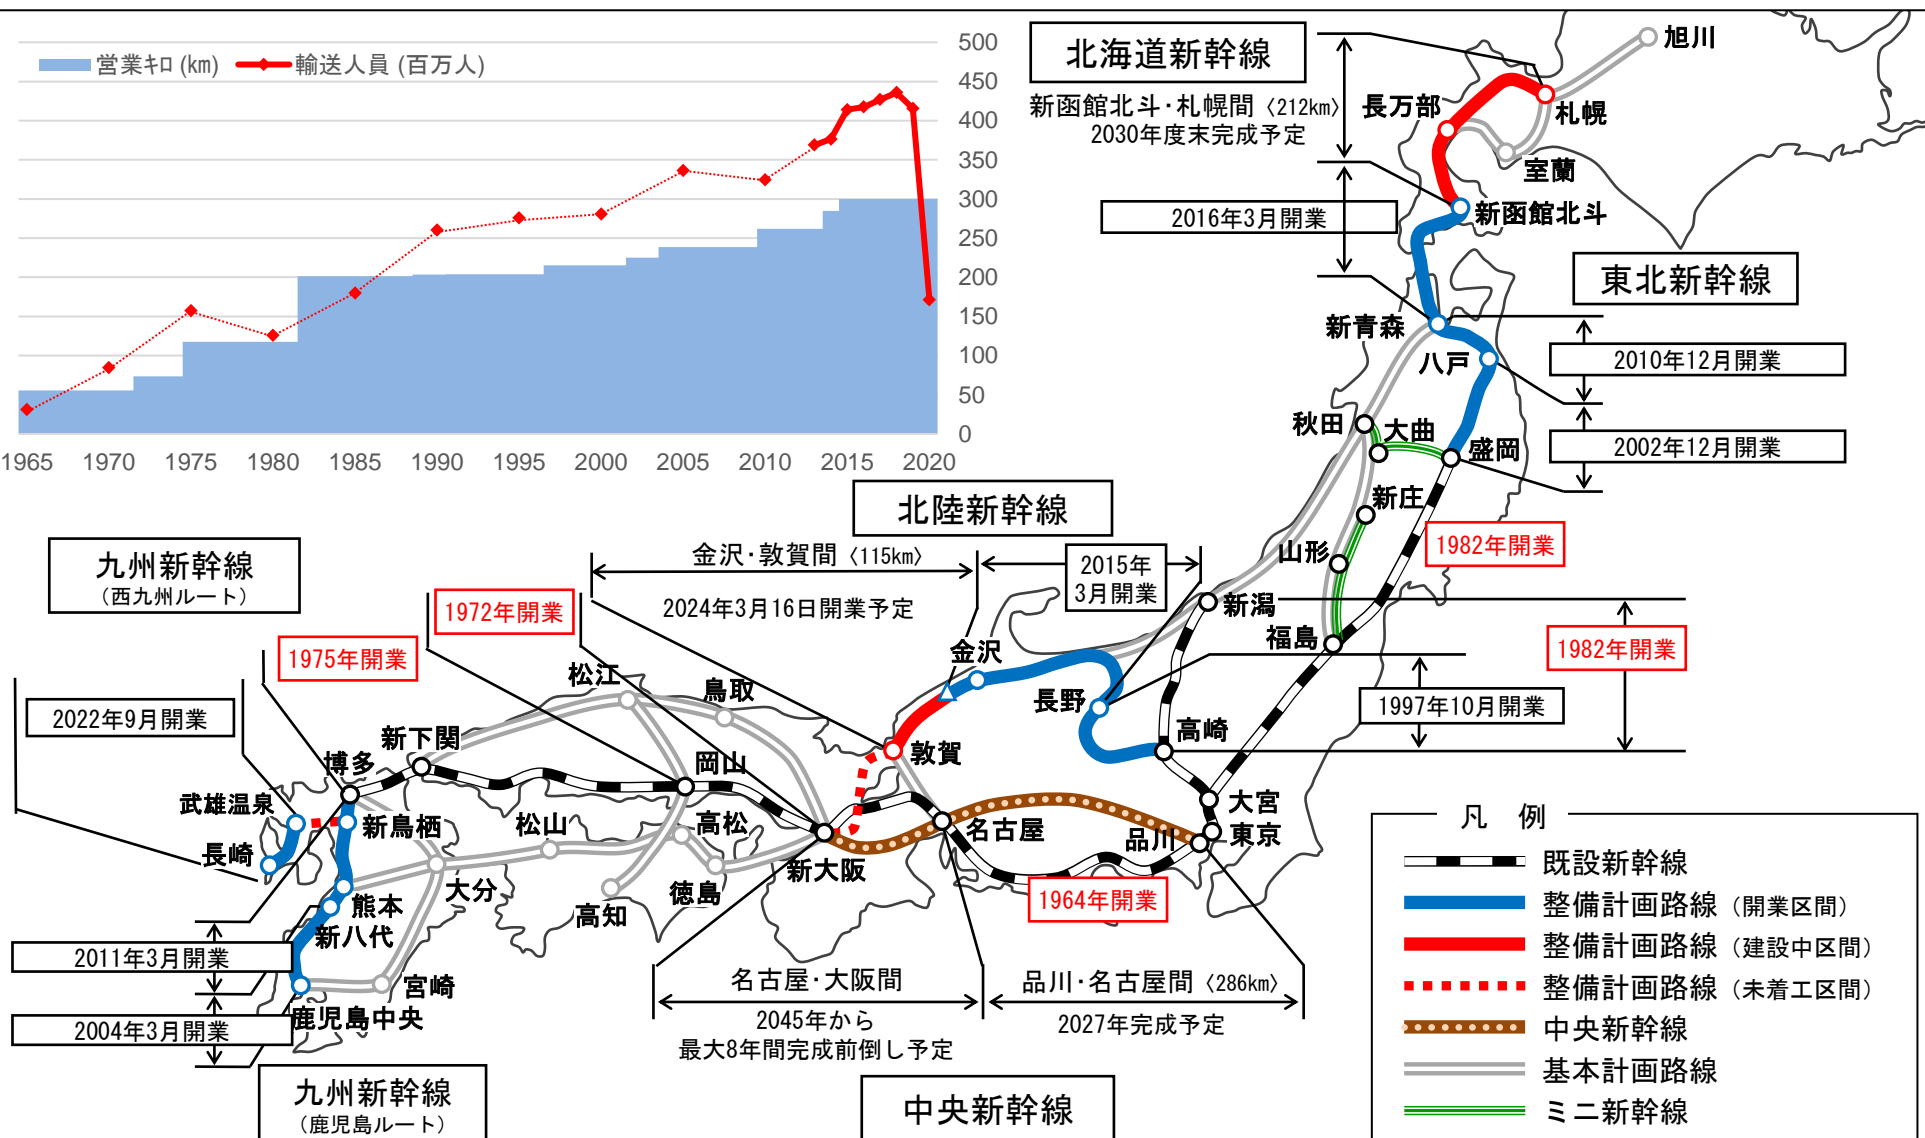 営業キロ (km) 輸送人員 (百万人)
500
450
400
350
300
250
200
150
100
50
0
1965 1970 1975 1980 1985 1990 1995 2000 2005 2010 2015 2020
北海道新幹線
新函館北斗・札幌間〈212km〉
2030年度末完成予定
旭川
長万部
札幌
室蘭
2016年3月開業
新函館北斗
東北新幹線
新青森
八戸
2010年12月開業
秋田
大曲
盛岡
2002年12月開業
新庄
山形
1982年開業
北陸新幹線
金沢・敦賀間〈115km〉
2024年3月16日開業予定
2015年
3月開業
新潟
福島
1982年開業
1997年10月開業
金沢
長野
高崎
敦賀
大宮
東京
品川
名古屋
1964年開業
九州新幹線
(西九州ルート)
1972年開業
1975年開業
2022年9月開業
松江
鳥取
新下関
博多
岡山
武雄温泉
新鳥栖
松山
高松
長崎
大分
徳島
新大阪
熊本
高知
新八代
2011年3月開業
宮崎
鹿児島中央
2004年3月開業
九州新幹線
(鹿児島ルート)
名古屋・大阪間
2045年から
最大8年間完成前倒し予定
品川・名古屋間〈286km〉
2027年完成予定
中央新幹線
凡 例
既設新幹線
整備計画路線(開業区間)
整備計画路線(建設中区間)
整備計画路線(未着工区間)
中央新幹線
基本計画路線
ミニ新幹線